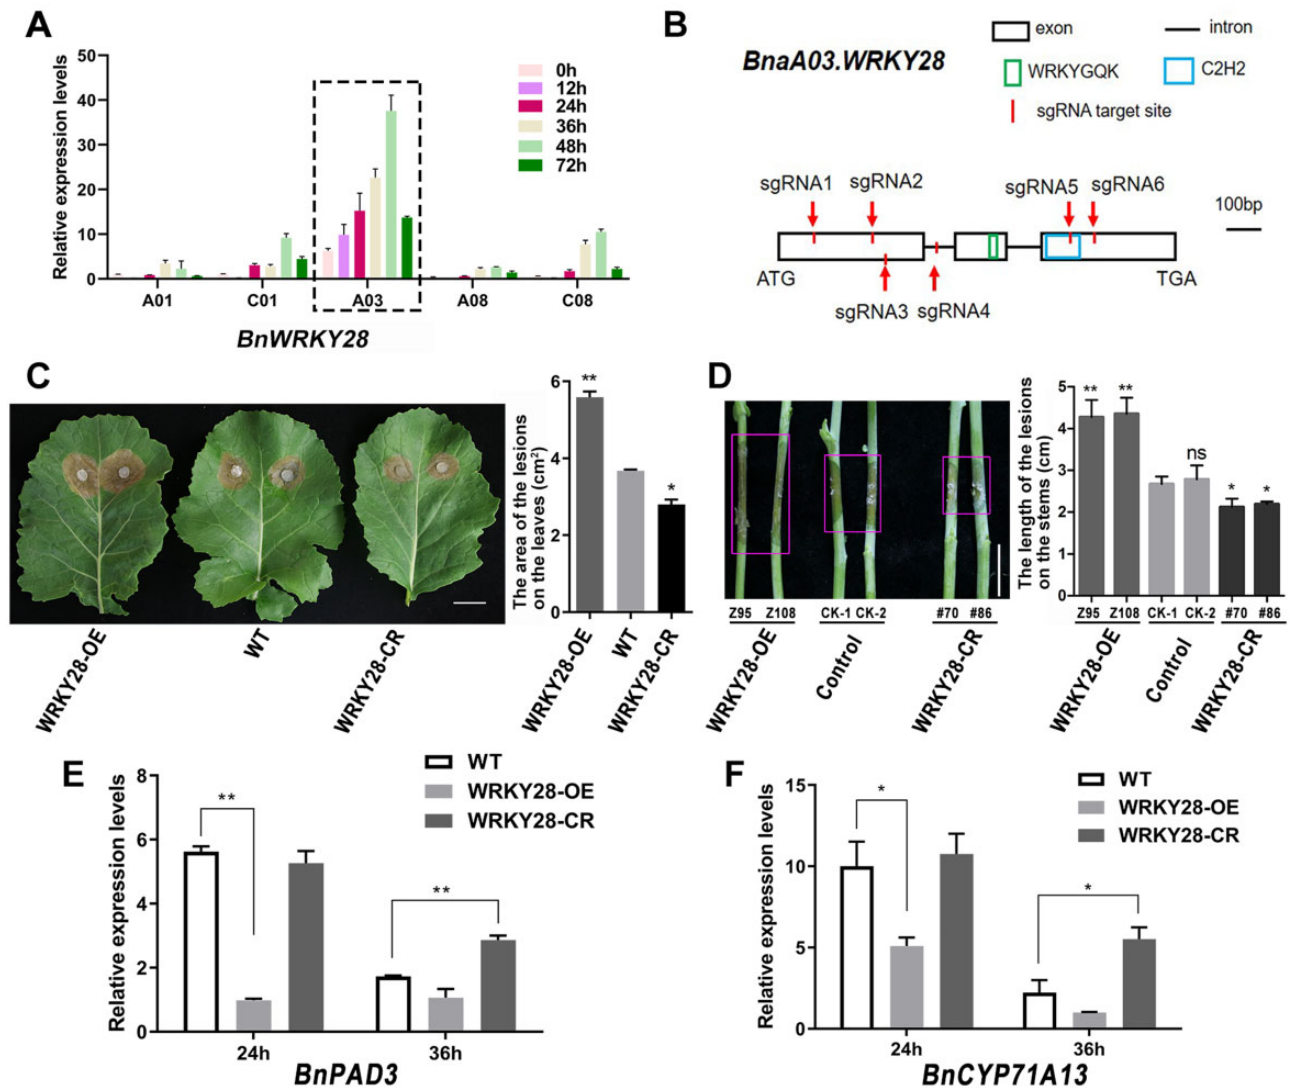 A
Relative expression levels
50
40
30
20
10
0
0h
12h
24h
36h
48h
72h
A01 C01 A03 A08 C08
BnWRKY28
B
BnaA03.WRKY28
exon intron
WRKYGQK C2H2
sgRNA target site
sgRNA1 sgRNA2 sgRNA5 sgRNA6
100bp
ATG TGA
sgRNA3 sgRNA4
C
WRKY28-OE WT WRKY28-CR
The area of the lesions
on the leaves (cm²)
6
4
2
0
**
*
WRKY28-OE WT WRKY28-CR
D
Z95 Z108 CK-1 CK-2 #70 #86
WRKY28-OE Control WRKY28-CR
The length of the lesions
on the stems (cm)
5
4
3
2
1
0
** ** ns * *
Z95 Z108 CK-1 CK-2 #70 #86
WRKY28-OE Control WRKY28-CR
E
Relative expression levels
8
6
4
2
0
WT
WRKY28-OE
WRKY28-CR
**
**
24h 36h
BnPAD3
F
Relative expression levels
15
10
5
0
WT
WRKY28-OE
WRKY28-CR
*
*
24h 36h
BnCYP71A13